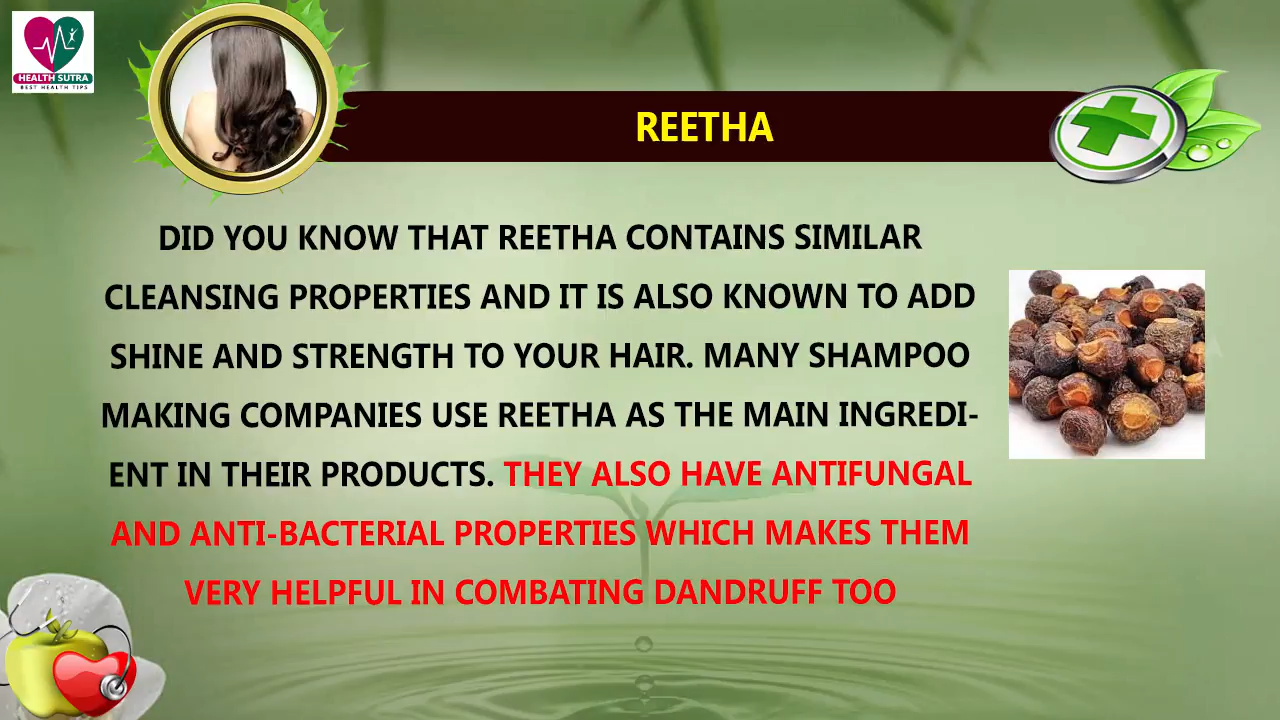 HEALTH SUTRA
BEST HEALTH TIPS
REETHA
DID YOU KNOW THAT REETHA CONTAINS SIMILAR
CLEANSING PROPERTIES AND IT IS ALSO KNOWN TO ADD
SHINE AND STRENGTH TO YOUR HAIR. MANY SHAMPOO
MAKING COMPANIES USE REETHA AS THE MAIN INGREDI-
ENT IN THEIR PRODUCTS. THEY ALSO HAVE ANTIFUNGAL
AND ANTI-BACTERIAL PROPERTIES WHICH MAKES THEM
VERY HELPFUL IN COMBATING DANDRUFF TOO